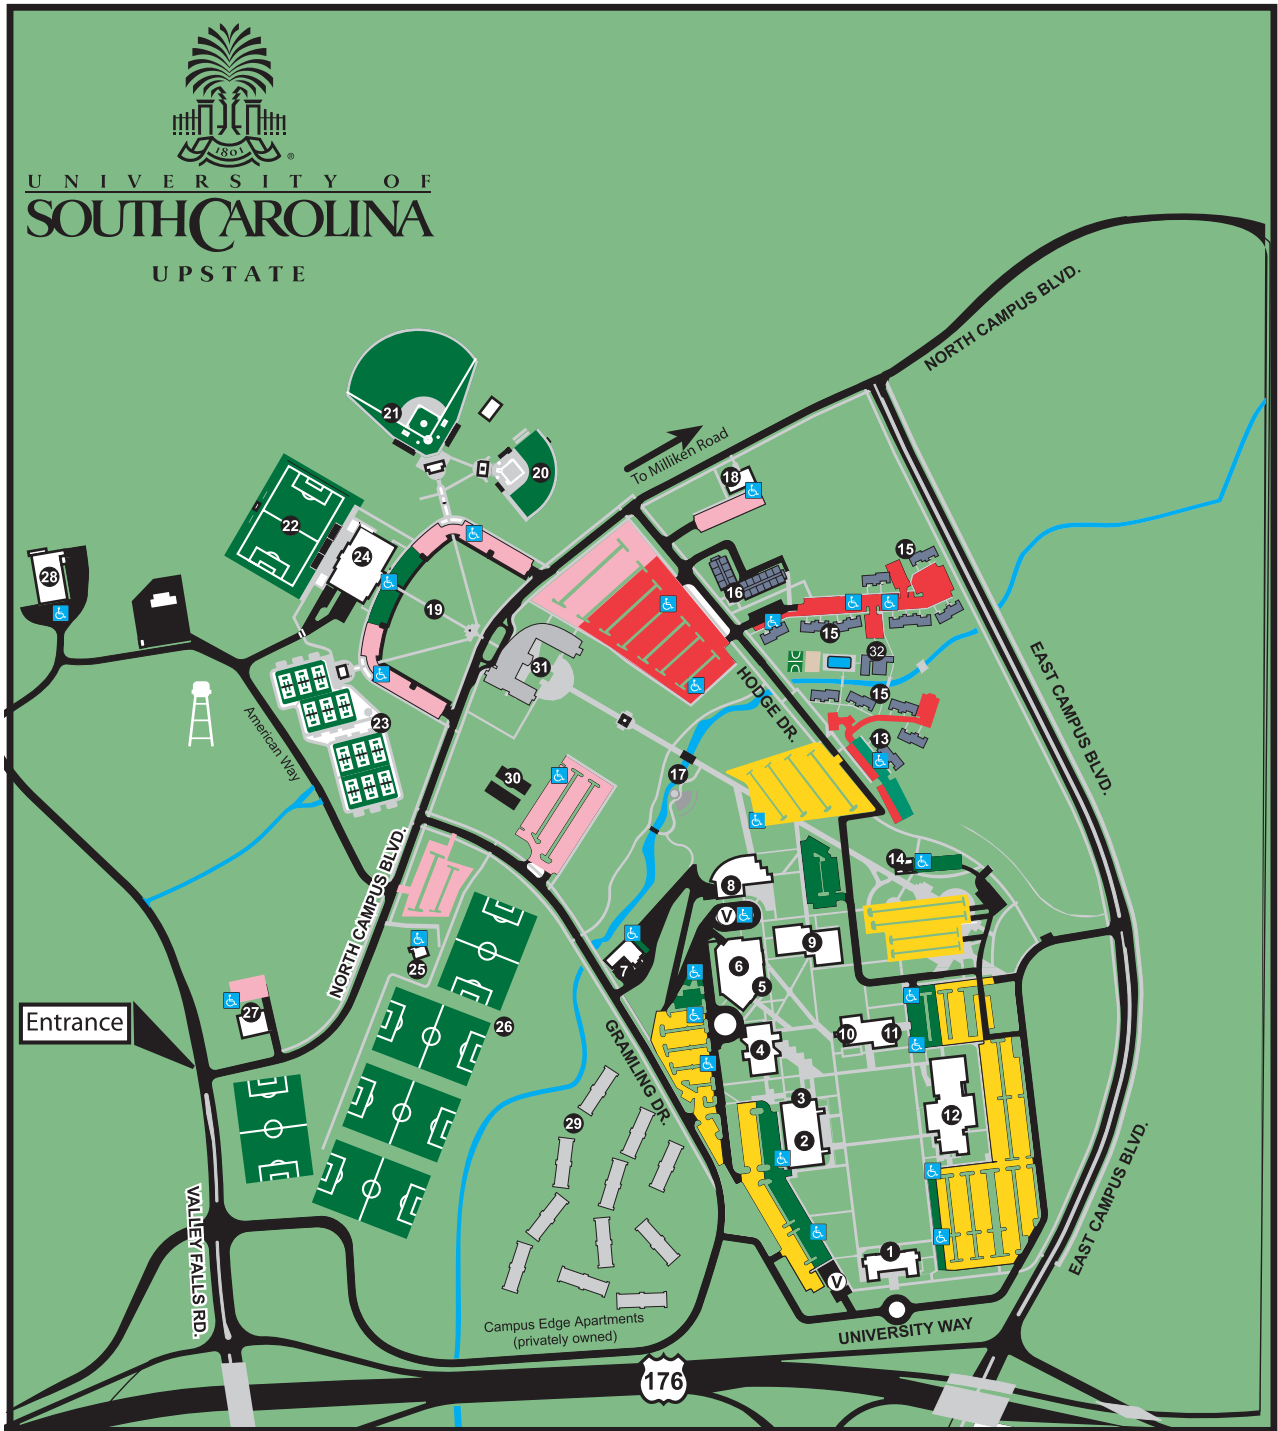 1801
®
UNIVERSITY OF
SOUTH CAROLINA
UPSTATE
NORTH CAMPUS BLVD.
To Milliken Road
21
20
18
22
24
15
28
16
19
15
32
31
EAST CAMPUS BLVD.
HODGE DR.
15
American Way
23
13
17
30
14
8
NORTH CAMPUS BLVD.
V
9
6
7
25
5
27
Entrance
26
10
11
4
GRAMLING DR.
3
29
12
2
EAST CAMPUS BLVD.
VALLEY FALLS RD.
1
V
Campus Edge Apartments
(privately owned)
UNIVERSITY WAY
176